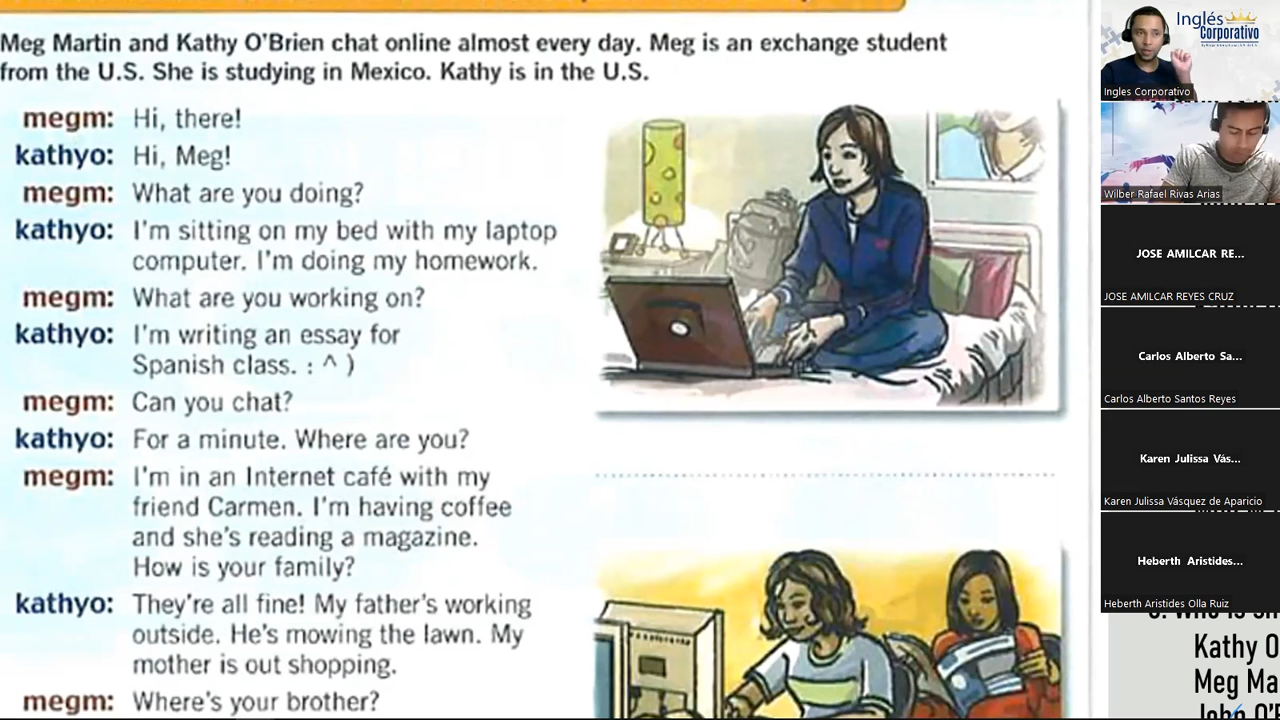 Meg Martin and Kathy O'Brien chat online almost every day. Meg is an exchange student
from the U.S. She is studying in Mexico. Kathy is in the U.S.
megm: Hi, there!
kathyo: Hi, Meg!
megm: What are you doing?
kathyo: I'm sitting on my bed with my laptop
computer. I'm doing my homework.
megm: What are you working on?
kathyo: I'm writing an essay for
Spanish class. : ^ )
megm: Can you chat?
kathyo: For a minute. Where are you?
megm: I'm in an Internet café with my
friend Carmen. I'm having coffee
and she's reading a magazine.
How is your family?
kathyo: They're all fine! My father's working
outside. He's mowing the lawn. My
mother is out shopping.
megm: Where's your brother?
Inglés
Corporativo
Ingles Corporativo
Wilber Rafael Rivas Arias
JOSE AMILCAR RE...
JOSE AMILCAR REYES CRUZ
Carlos Alberto Sa...
Carlos Alberto Santos Reyes
Karen Julissa Vás...
Karen Julissa Vásquez de Aparicio
Heberth Aristides...
Heberth Aristides Olla Ruiz
Kathy O
Meg Ma